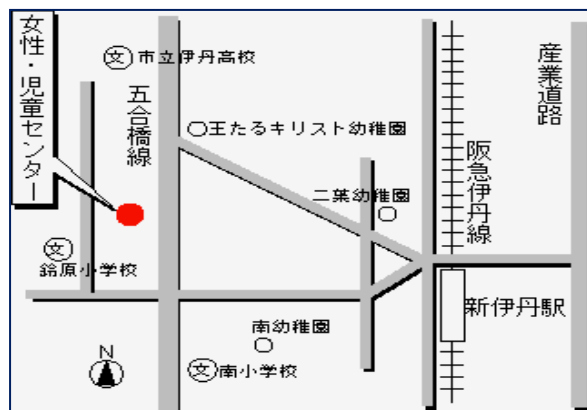 女性・児童センター
文市立伊丹高校
五合橋線
王たるキリスト幼稚園
二葉幼稚園
阪急伊丹線
産業道路
文
鈴原小学校
新伊丹駅
南幼稚園
文南小学校
N